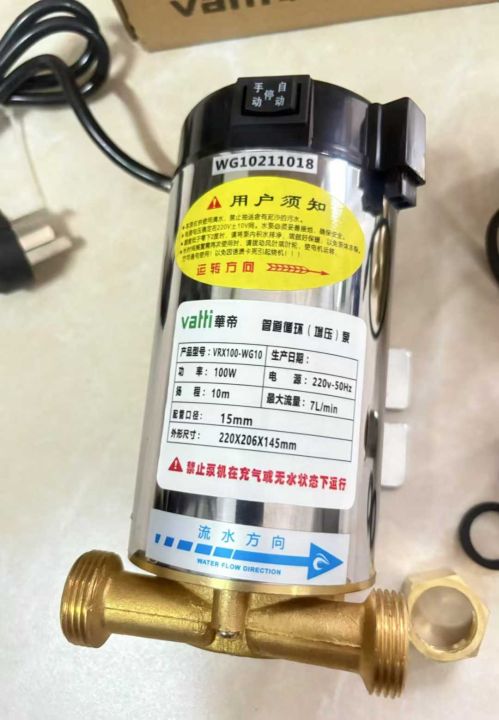 vatti
手动 停 自动
WG10211018
用户须知
运转方向
vatti 華帝 管道循环（增压）泵
产品型号： VRX100-WG10 生产日期：
功 率： 100W 电 源： 220v-50Hz
扬 程： 10m 最大流量： 7L/min
配管口径： 15mm
外形尺寸： 220X206X145mm
禁止泵机在充气或无水状态下运行
流水方向
WATER FLOW DIRECTION